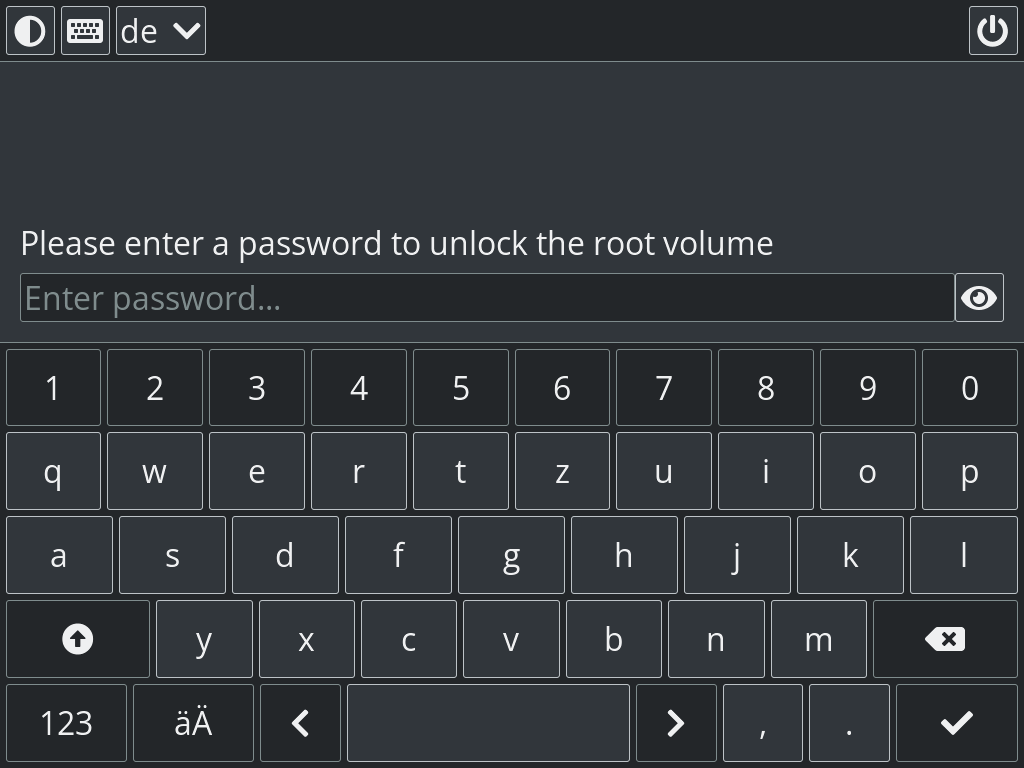 de
Please enter a password to unlock the root volume
Enter password...
1 2 3 4 5 6 7 8 9 0
q w e r t z u i o p
a s d f g h j k l
y x c v b n m
123 äÄ , .